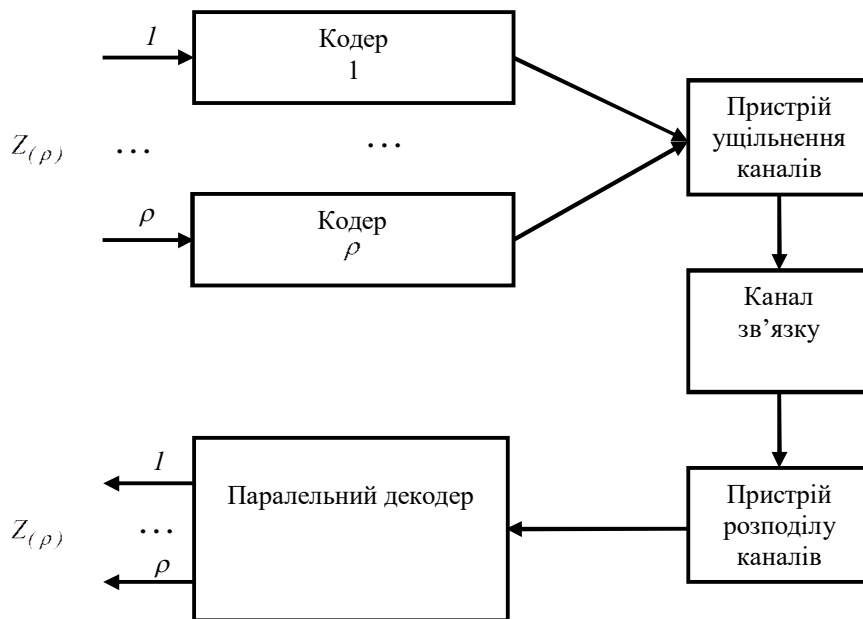 1
Кодер
1
Z(ρ)
...
...
ρ
Кодер
ρ
Пристрій
ущільнення
каналів
Канал
зв’язку
Пристрій
розподілу
каналів
Паралельний декодер
1
Z(ρ)
...
ρ